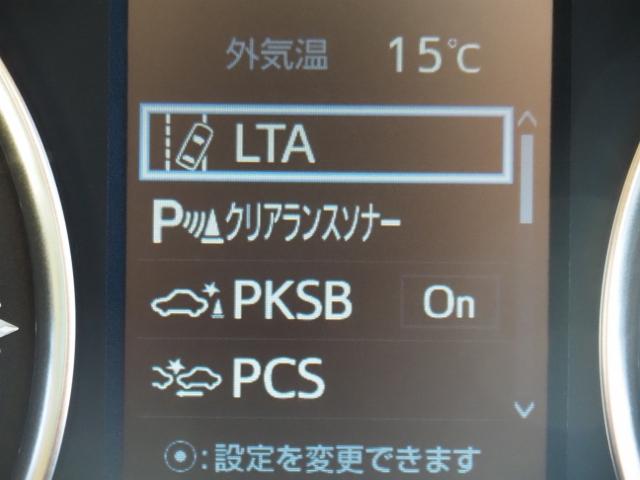 外気温 15℃
LTA
Pクリアランスソナー
PKSB On
PCS
:設定を変更できます